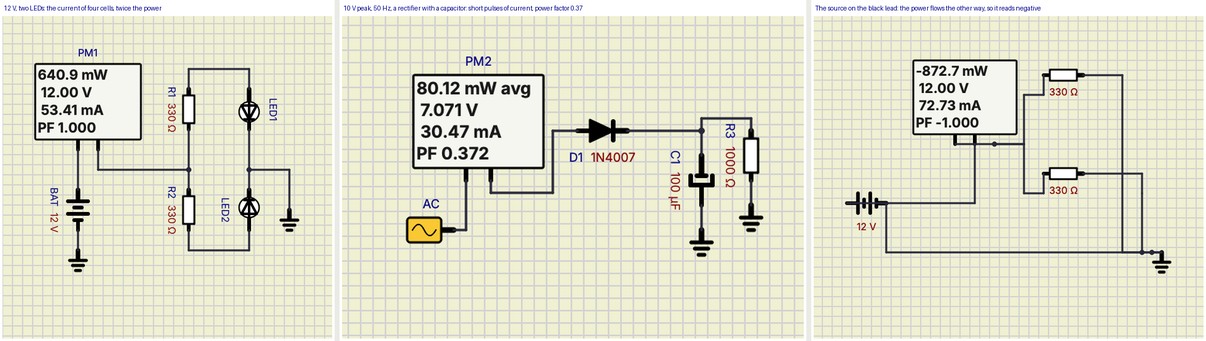 12 V, two LEDs: the current of four cells, twice the power
PM1
640.9 mW
12.00 V
53.41 mA
PF 1.000
R1
330 Ω
LED1
BAT
12 V
R2
330 Ω
LED2
10 V peak, 50 Hz, a rectifier with a capacitor: short pulses of current, power factor 0.37
PM2
80.12 mW avg
7.071 V
30.47 mA
PF 0.372
D1
1N4007
R3
1000 Ω
C1
100 µF
AC
The source on the black lead: the power flows the other way, so it reads negative
-872.7 mW
12.00 V
72.73 mA
PF -1.000
330 Ω
330 Ω
12 V